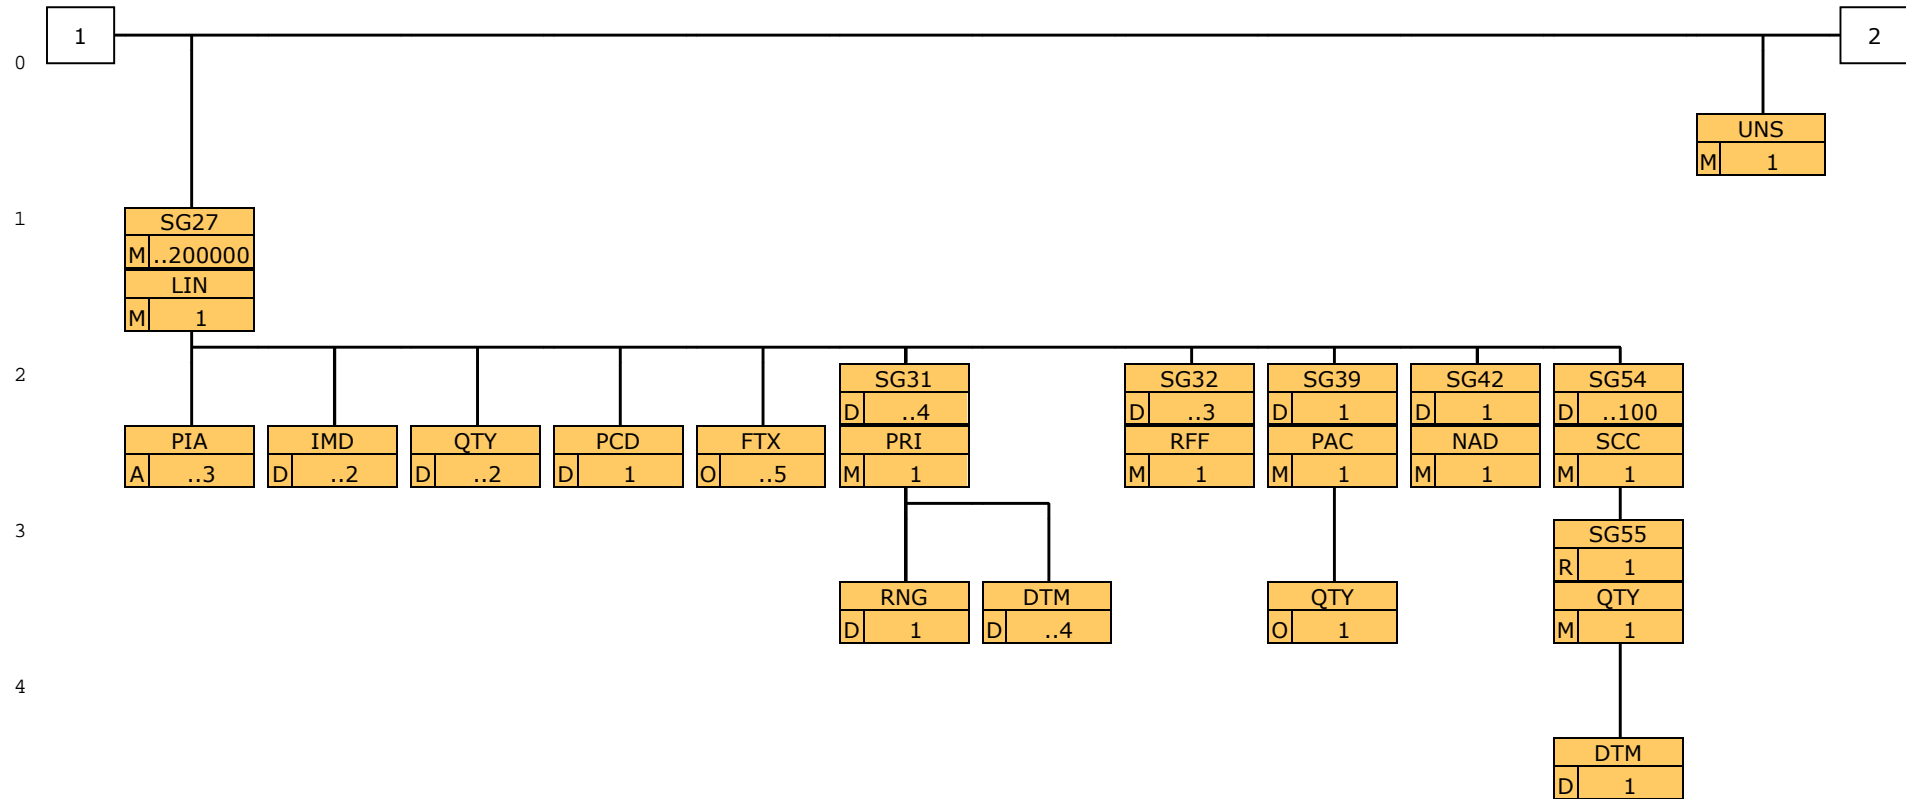 1
2
0
UNS
M 1
1
SG27
M ..200000
LIN
M 1
2
SG31
D ..4
SG32
D ..3
SG39
D 1
SG42
D 1
SG54
D ..100
PIA
A ..3
IMD
D ..2
QTY
D ..2
PCD
D 1
FTX
O ..5
PRI
M 1
RFF
M 1
PAC
M 1
NAD
M 1
SCC
M 1
3
SG55
R 1
RNG
D 1
DTM
D ..4
QTY
O 1
QTY
M 1
4
DTM
D 1